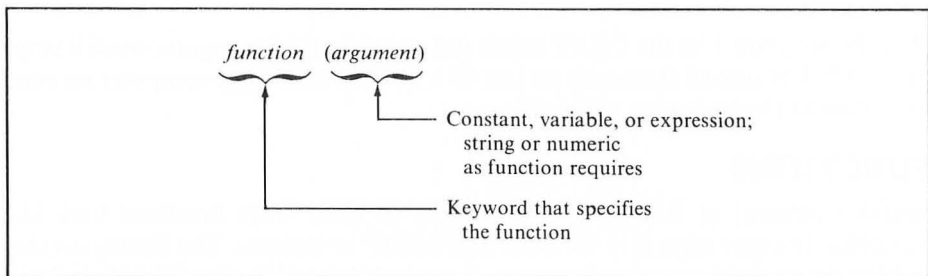 function (argument)
Constant, variable, or expression;
string or numeric
as function requires
Keyword that specifies
the function